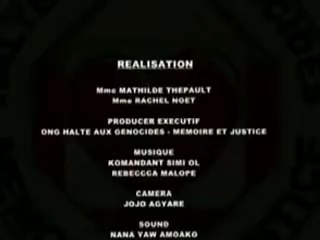 REALISATION
Mme MATHILDE THEPAULT
Mme RACHEL NOET
PRODUCER EXECUTIF
ONG HALTE AUX GENOCIDES - MEMOIRE ET JUSTICE
MUSIQUE
KOMANDANT SIMI OL
REBECCGA MALOPE
CAMERA
JOJO AGYARE
SOUND
NANA YAW AMOAKO